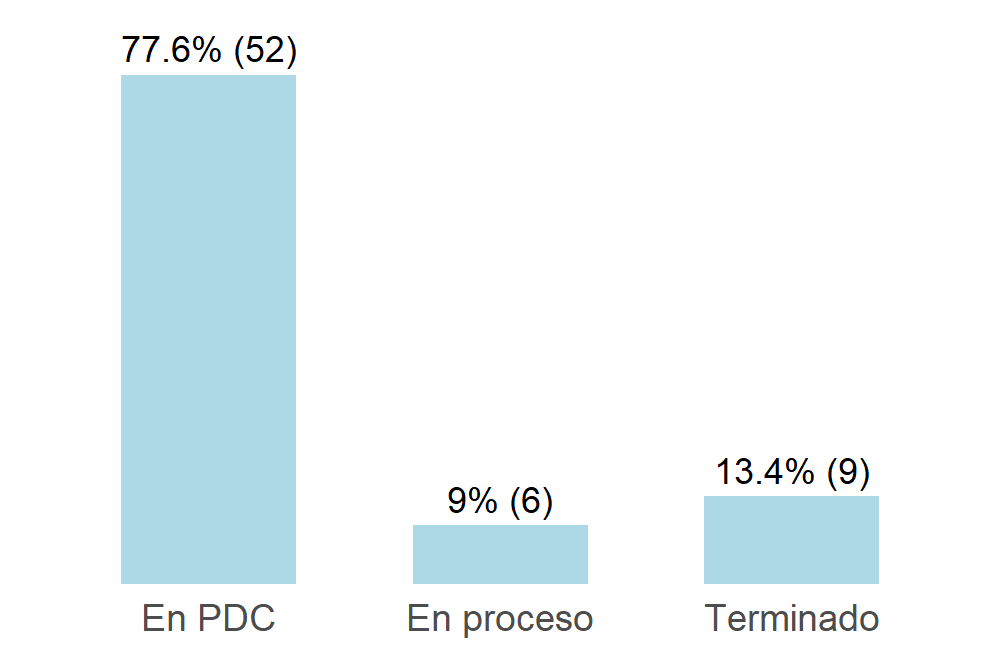 77.6% (52)
9% (6)
13.4% (9)
En PDC
En proceso
Terminado